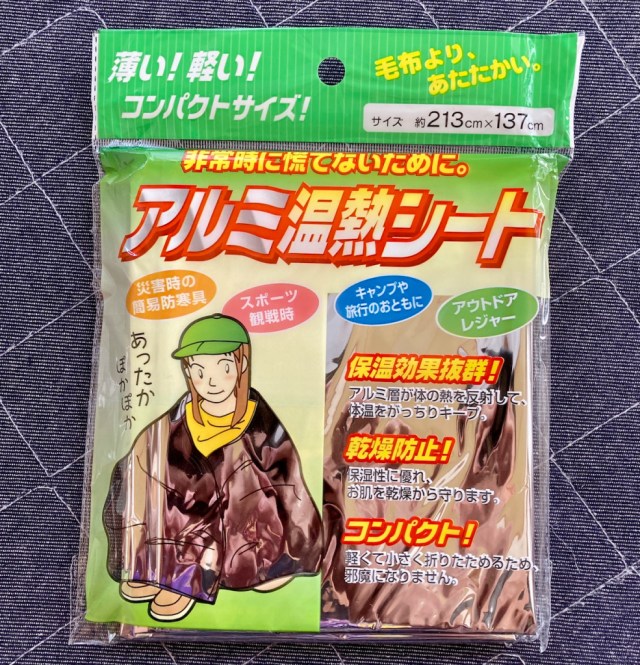 薄い!軽い!
コンパクトサイズ!
毛布より、
あたたかい。
サイズ 約213cm×137cm
非常時に慌てないために。
アルミ温熱シート
災害時の
簡易防寒具
スポーツ
観戦時
キャンプや
旅行のおともに
アウトドア
レジャー
あったか
ぽかぽか
保温効果抜群!
アルミ層が体の熱を反射して、
体温をがっちりキープ。
乾燥防止!
保湿性に優れ、
お肌を乾燥から守ります。
コンパクト!
軽くて小さく折りたためるため、
邪魔になりません。